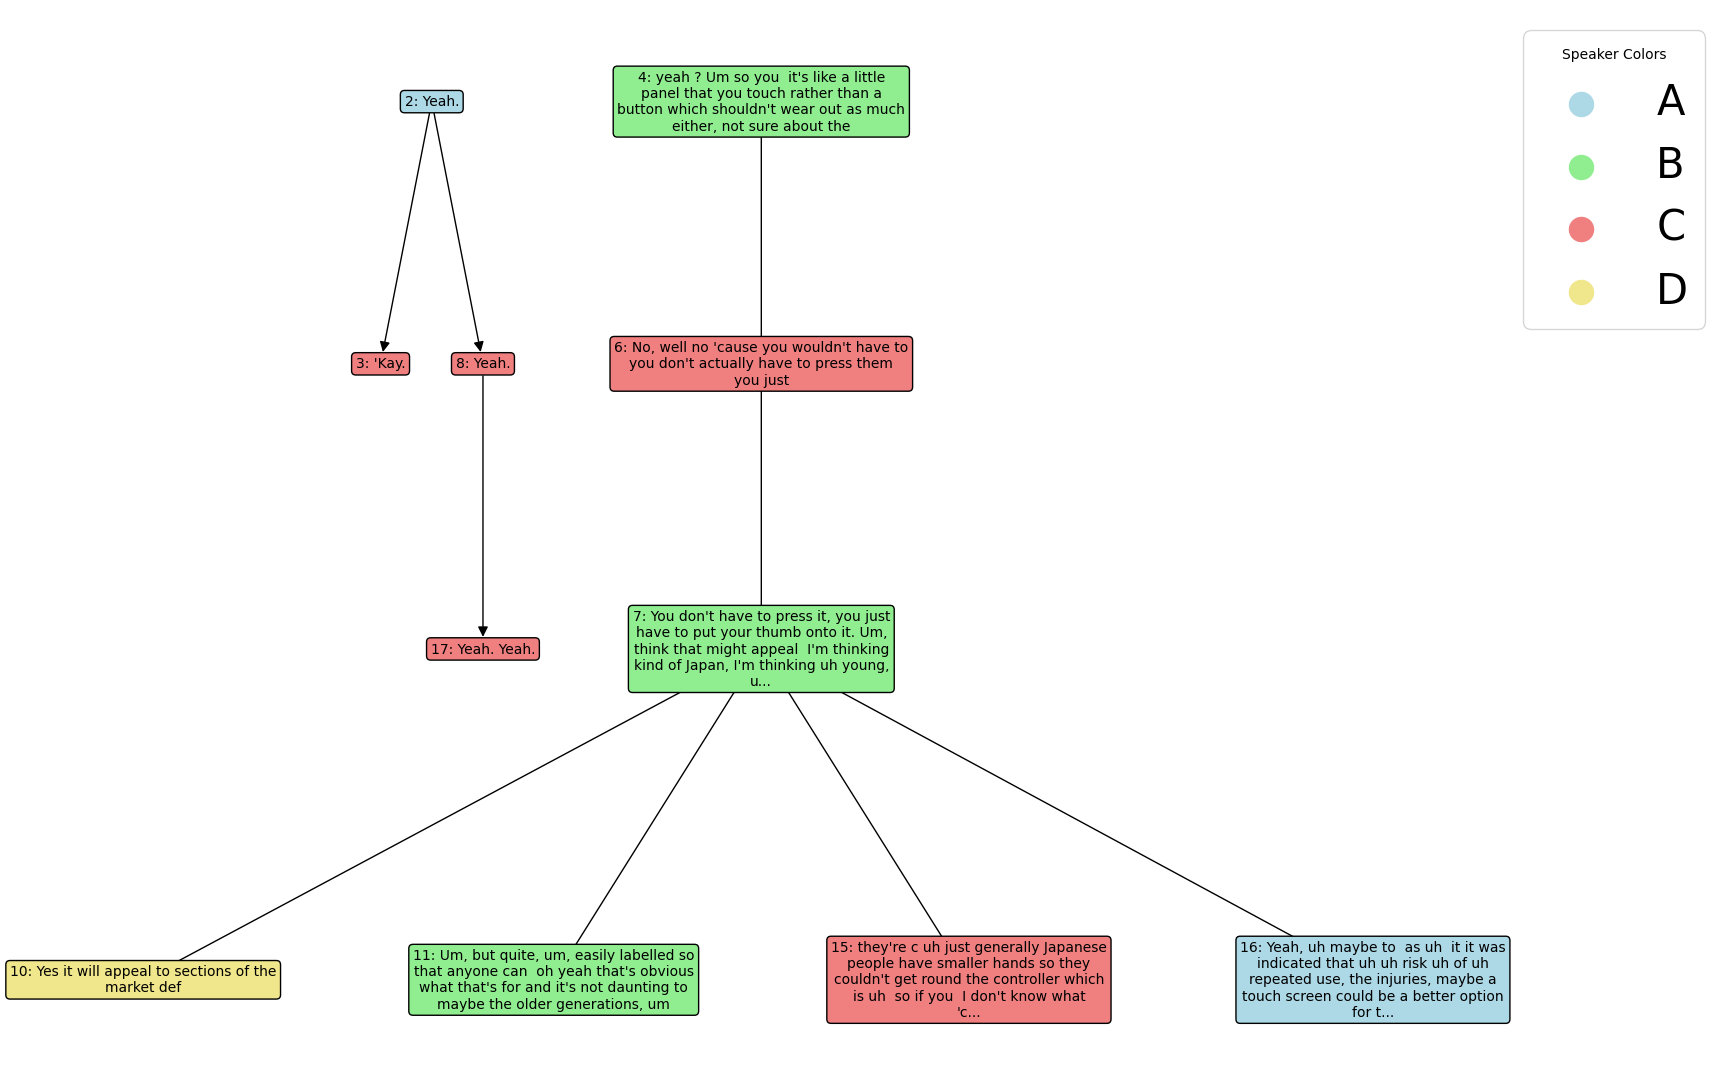 Speaker Colors
A
B
C
D
2: Yeah.
4: yeah ? Um so you  it's like a little
panel that you touch rather than a
button which shouldn't wear out as much
either, not sure about the
3: 'Kay.
8: Yeah.
6: No, well no 'cause you wouldn't have to
you don't actually have to press them
you just
17: Yeah. Yeah.
7: You don't have to press it, you just
have to put your thumb onto it. Um,
think that might appeal  I'm thinking
kind of Japan, I'm thinking uh young,
u...
10: Yes it will appeal to sections of the
market def
11: Um, but quite, um, easily labelled so
that anyone can  oh yeah that's obvious
what that's for and it's not daunting to
maybe the older generations, um
15: they're c uh just generally Japanese
people have smaller hands so they
couldn't get round the controller which
is uh  so if you  I don't know what
'c...
16: Yeah, uh maybe to  as uh  it it was
indicated that uh uh risk uh of uh
repeated use, the injuries, maybe a
touch screen could be a better option
for t...